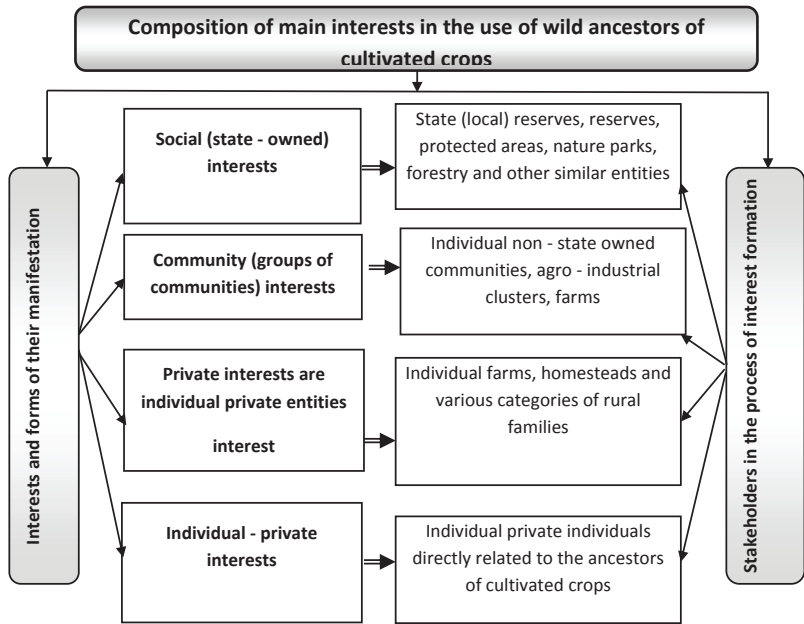 Composition of main interests in the use of wild ancestors of
cultivated crops
Interests and forms of their manifestation
Social (state - owned)
interests
State (local) reserves, reserves,
protected areas, nature parks,
forestry and other similar entities
Community (groups of
communities) interests
Individual non - state owned
communities, agro - industrial
clusters, farms
Private interests are
individual private entities
interest
Individual farms, homesteads and
various categories of rural
families
Individual - private
interests
Individual private individuals
directly related to the ancestors
of cultivated crops
Stakeholders in the process of interest formation